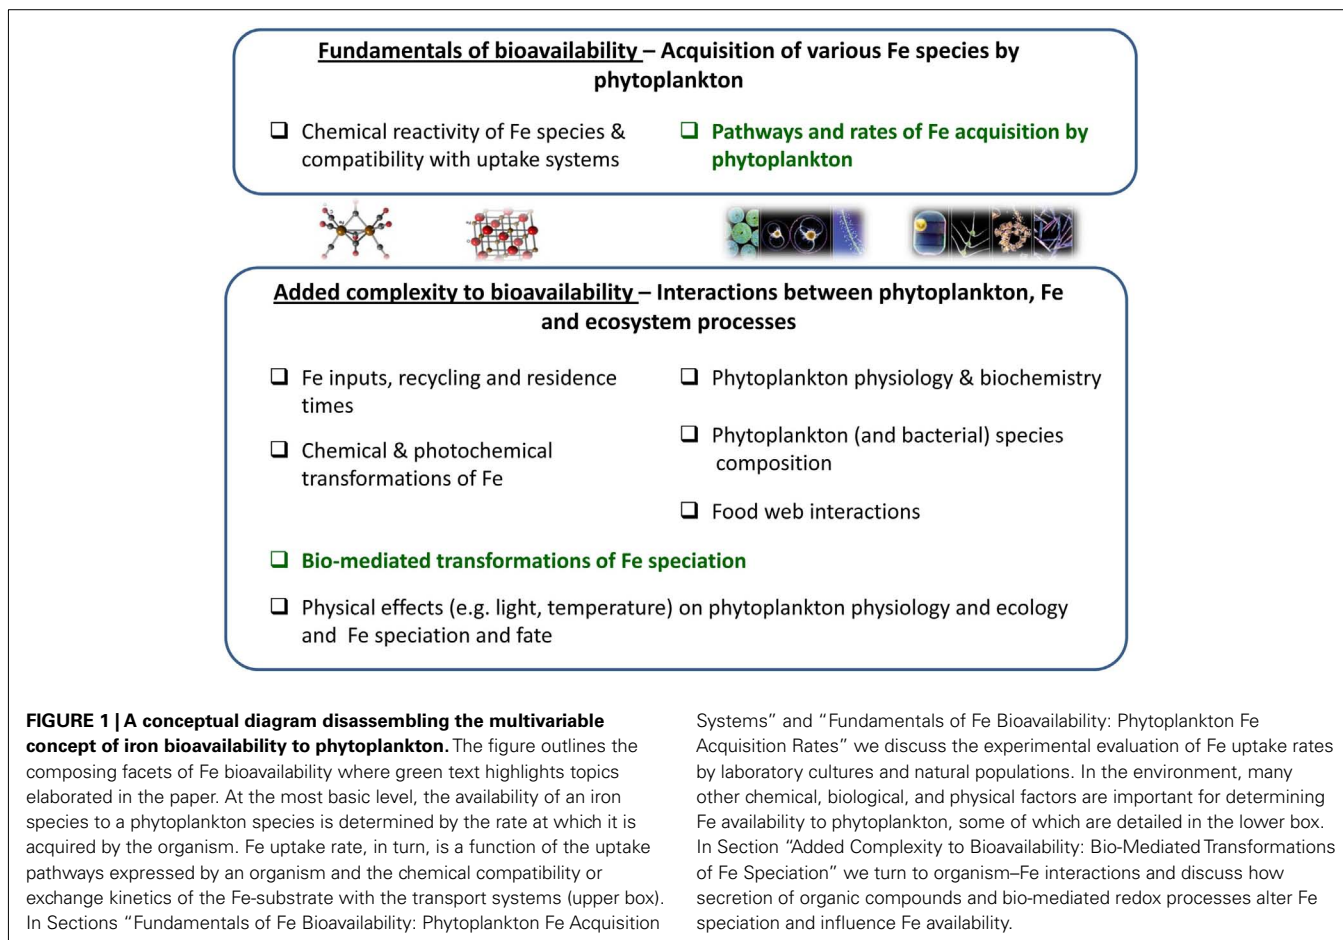 Fundamentals of bioavailability – Acquisition of various Fe species by
phytoplankton
❑ Chemical reactivity of Fe species &
compatibility with uptake systems
❑ Pathways and rates of Fe acquisition by
phytoplankton
Added complexity to bioavailability – Interactions between phytoplankton, Fe
and ecosystem processes
❑ Fe inputs, recycling and residence
times
❑ Chemical & photochemical
transformations of Fe
❑ Phytoplankton physiology & biochemistry
❑ Phytoplankton (and bacterial) species
composition
❑ Food web interactions
❑ Bio-mediated transformations of Fe speciation
❑ Physical effects (e.g. light, temperature) on phytoplankton physiology and ecology
and Fe speciation and fate
FIGURE 1 | A conceptual diagram disassembling the multivariable
concept of iron bioavailability to phytoplankton. The figure outlines the
composing facets of Fe bioavailability where green text highlights topics
elaborated in the paper. At the most basic level, the availability of an iron
species to a phytoplankton species is determined by the rate at which it is
acquired by the organism. Fe uptake rate, in turn, is a function of the uptake
pathways expressed by an organism and the chemical compatibility or
exchange kinetics of the Fe-substrate with the transport systems (upper box).
In Sections “Fundamentals of Fe Bioavailability: Phytoplankton Fe Acquisition
Systems” and “Fundamentals of Fe Bioavailability: Phytoplankton Fe
Acquisition Rates” we discuss the experimental evaluation of Fe uptake rates
by laboratory cultures and natural populations. In the environment, many
other chemical, biological, and physical factors are important for determining
Fe availability to phytoplankton, some of which are detailed in the lower box.
In Section “Added Complexity to Bioavailability: Bio-Mediated Transformations
of Fe Speciation” we turn to organism–Fe interactions and discuss how
secretion of organic compounds and bio-mediated redox processes alter Fe
speciation and influence Fe availability.